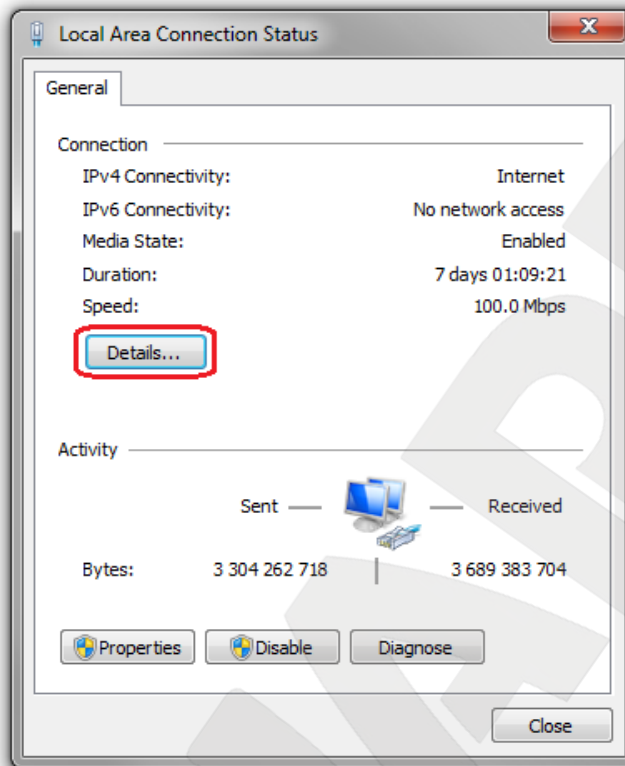 Local Area Connection Status
General
Connection
IPv4 Connectivity: Internet
IPv6 Connectivity: No network access
Media State: Enabled
Duration: 7 days 01:09:21
Speed: 100.0 Mbps
Details...
Activity
Sent Received
Bytes: 3 304 262 718 3 689 383 704
Properties Disable Diagnose
Close